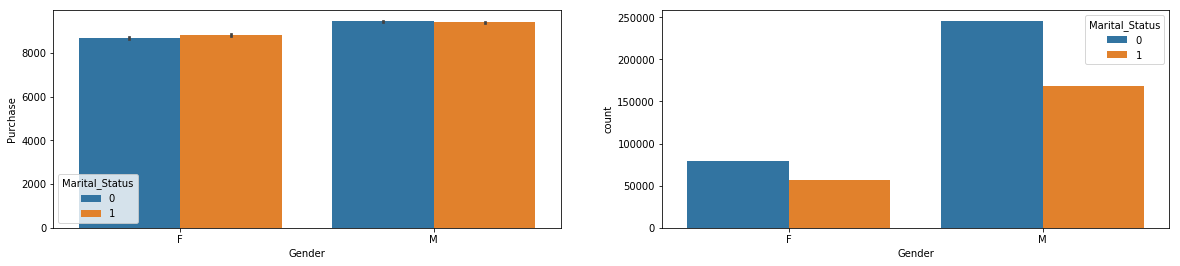 8000
6000
4000
2000
0
Purchase
Marital_Status
0
1
F
M
Gender
250000
200000
150000
100000
50000
0
count
Marital_Status
0
1
F
M
Gender